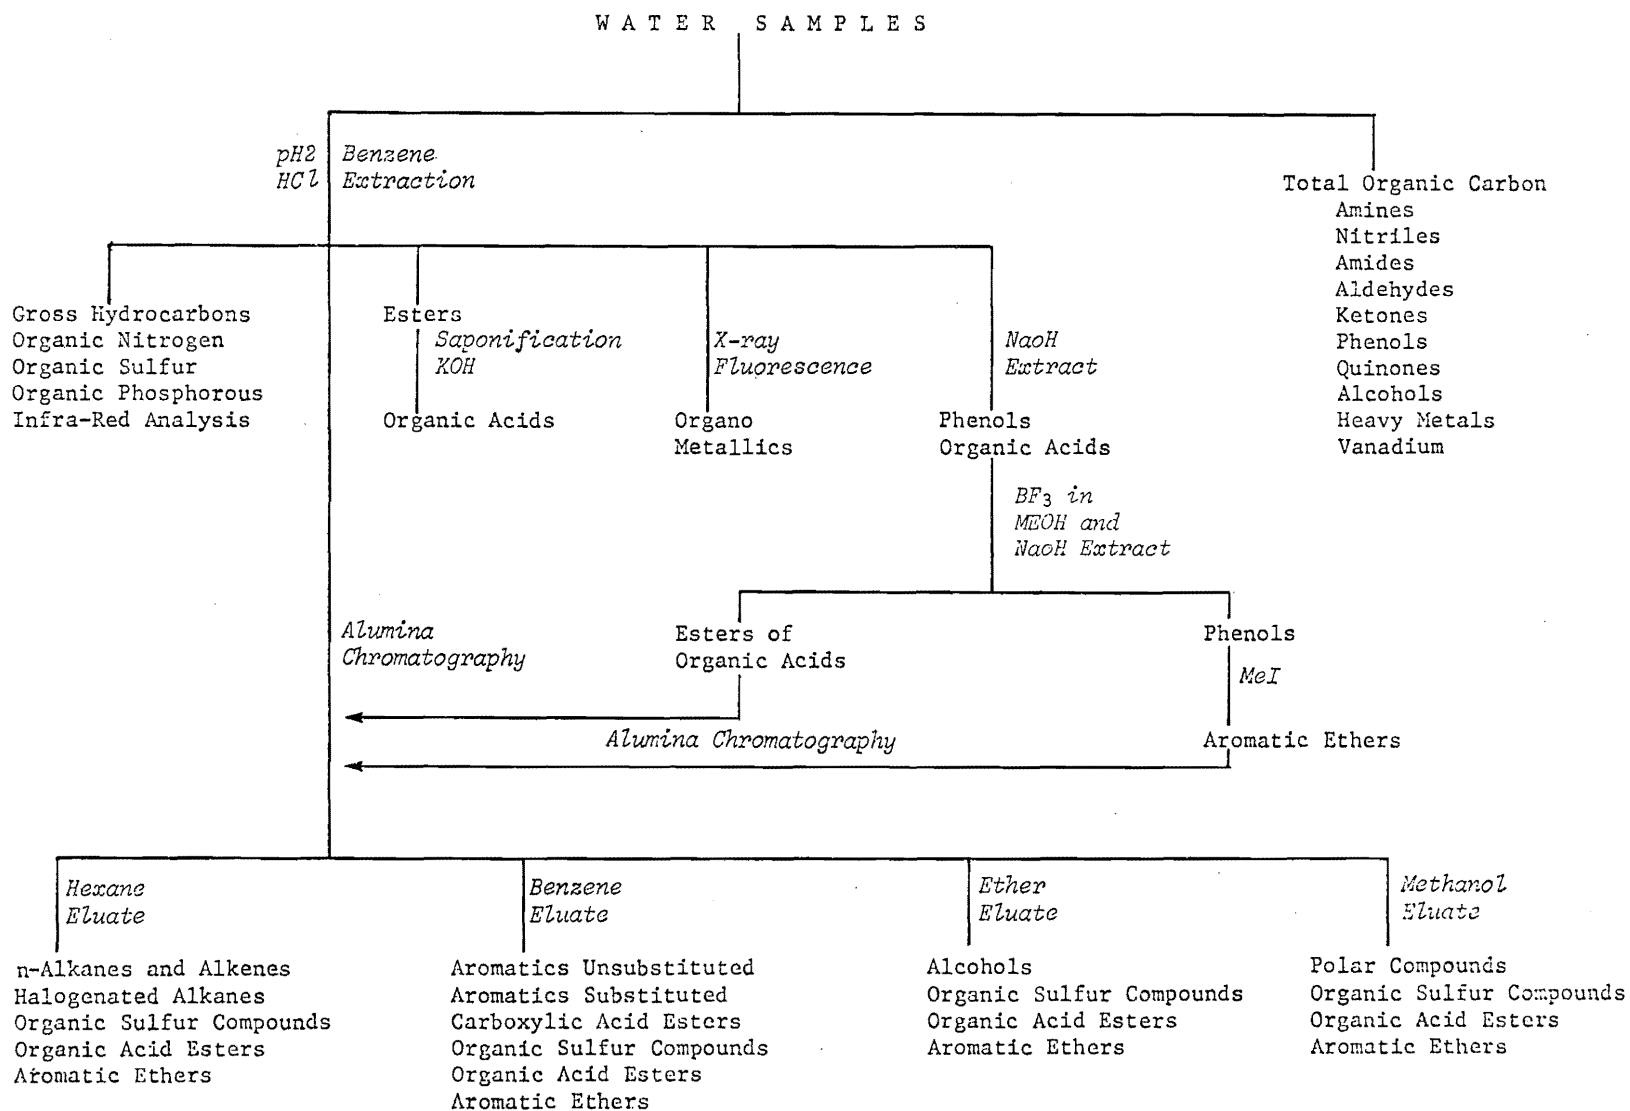 WATER SAMPLES
pH2
HCl
Benzene
Extraction
Total Organic Carbon
Amines
Nitriles
Amides
Aldehydes
Ketones
Phenols
Quinones
Alcohols
Heavy Metals
Vanadium
Gross Hydrocarbons
Organic Nitrogen
Organic Sulfur
Organic Phosphorous
Infra-Red Analysis
Esters
Saponification
KOH
Organic Acids
X-ray
Fluorescence
Organo
Metallics
NaoH
Extract
Phenols
Organic Acids
BF3 in
MEOH and
NaoH Extract
Alumina
Chromatography
Esters of
Organic Acids
Phenols
MeI
Alumina Chromatography
Aromatic Ethers
Hexane
Eluate
n-Alkanes and Alkenes
Halogenated Alkanes
Organic Sulfur Compounds
Organic Acid Esters
Aromatic Ethers
Benzene
Eluate
Aromatics Unsubstituted
Aromatics Substituted
Carboxylic Acid Esters
Organic Sulfur Compounds
Organic Acid Esters
Aromatic Ethers
Ether
Eluate
Alcohols
Organic Sulfur Compounds
Organic Acid Esters
Aromatic Ethers
Methanol
Eluate
Polar Compounds
Organic Sulfur Compounds
Organic Acid Esters
Aromatic Ethers